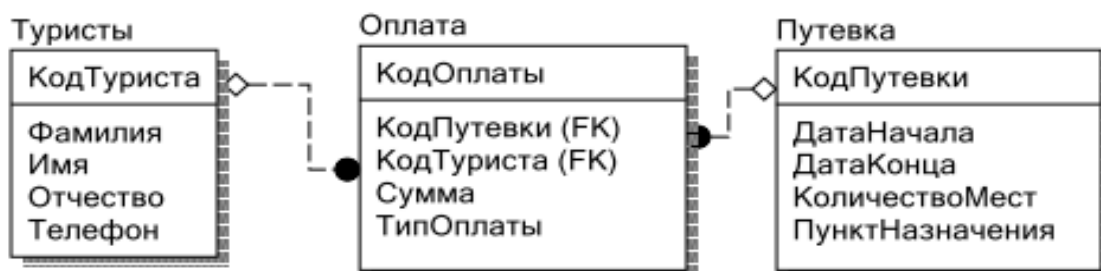 Туристы
КодТуриста
Фамилия
Имя
Отчество
Телефон
Оплата
КодОплаты
КодПутевки (FK)
КодТуриста (FK)
Сумма
ТипОплаты
Путевка
КодПутевки
ДатаНачала
ДатаКонца
КоличествоМест
ПунктНазначения